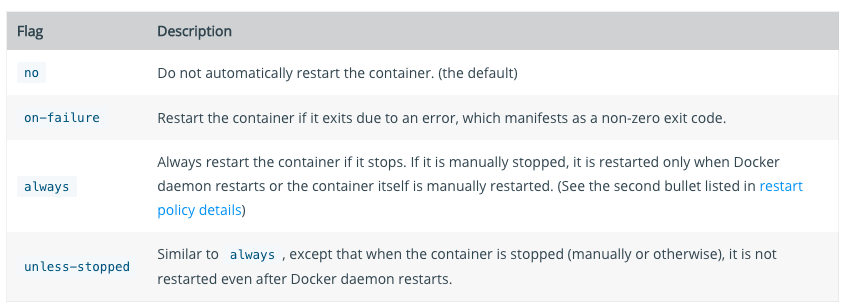 Flag Description
no Do not automatically restart the container. (the default)
on-failure Restart the container if it exits due to an error, which manifests as a non-zero exit code.
Always restart the container if it stops. If it is manually stopped, it is restarted only when Docker
always daemon restarts or the container itself is manually restarted. (See the second bullet listed in restart
policy details)
Similar to always , except that when the container is stopped (manually or otherwise), it is not
unless-stopped restarted even after Docker daemon restarts.